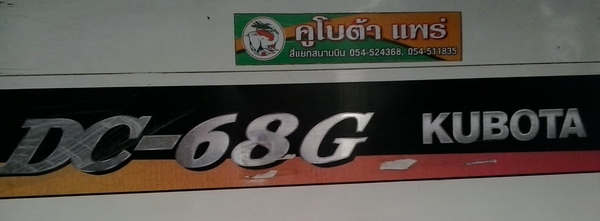 คูโบต้า แพร่
สี่แยกสนามบิน 054-524368, 054-511835
DC-68G KUBOTA